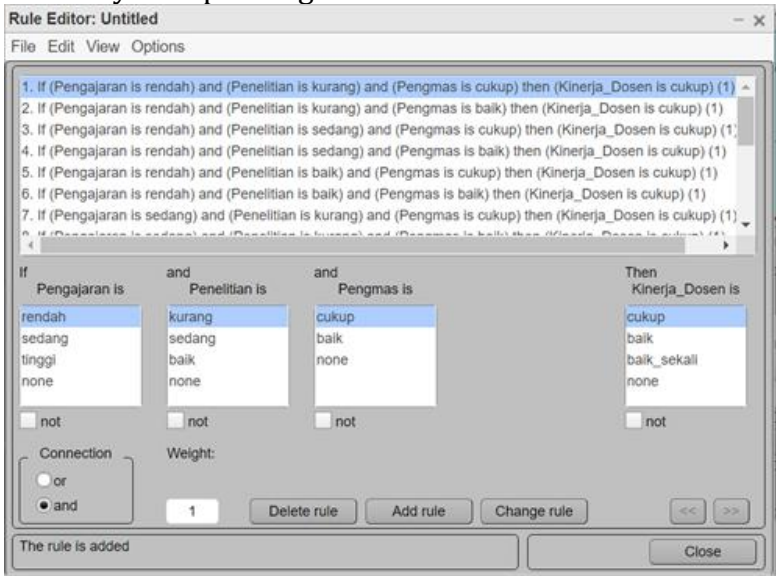 Rule Editor: Untitled
File Edit View Options
1. If (Pengajaran is rendah) and (Penelitian is kurang) and (Pengmas is cukup) then (Kinerja_Dosen is cukup) (1)
2. If (Pengajaran is rendah) and (Penelitian is kurang) and (Pengmas is baik) then (Kinerja_Dosen is cukup) (1)
3. If (Pengajaran is rendah) and (Penelitian is sedang) and (Pengmas is cukup) then (Kinerja_Dosen is cukup) (1)
4. If (Pengajaran is rendah) and (Penelitian is sedang) and (Pengmas is baik) then (Kinerja_Dosen is cukup) (1)
5. If (Pengajaran is rendah) and (Penelitian is baik) and (Pengmas is cukup) then (Kinerja_Dosen is cukup) (1)
6. If (Pengajaran is rendah) and (Penelitian is baik) and (Pengmas is baik) then (Kinerja_Dosen is cukup) (1)
7. If (Pengajaran is sedang) and (Penelitian is kurang) and (Pengmas is cukup) then (Kinerja_Dosen is cukup) (1)
If and and Then
Pengajaran is Penelitian is Pengmas is Kinerja_Dosen is
rendah kurang cukup cukup
sedang sedang baik baik
tinggi baik none baik_sekali
none none none
not not not not
Connection Weight:
or
and 1 Delete rule Add rule Change rule << >>
The rule is added Close